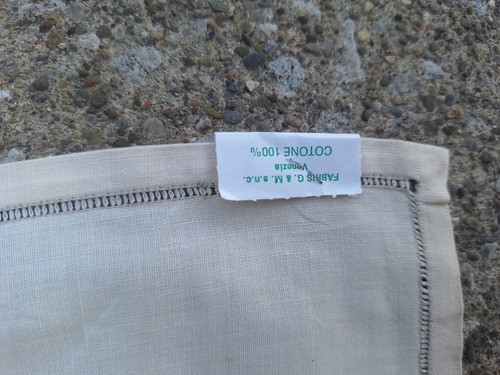 FABRIS G. & M. s.n.c.
Venezia
COTONE 100%